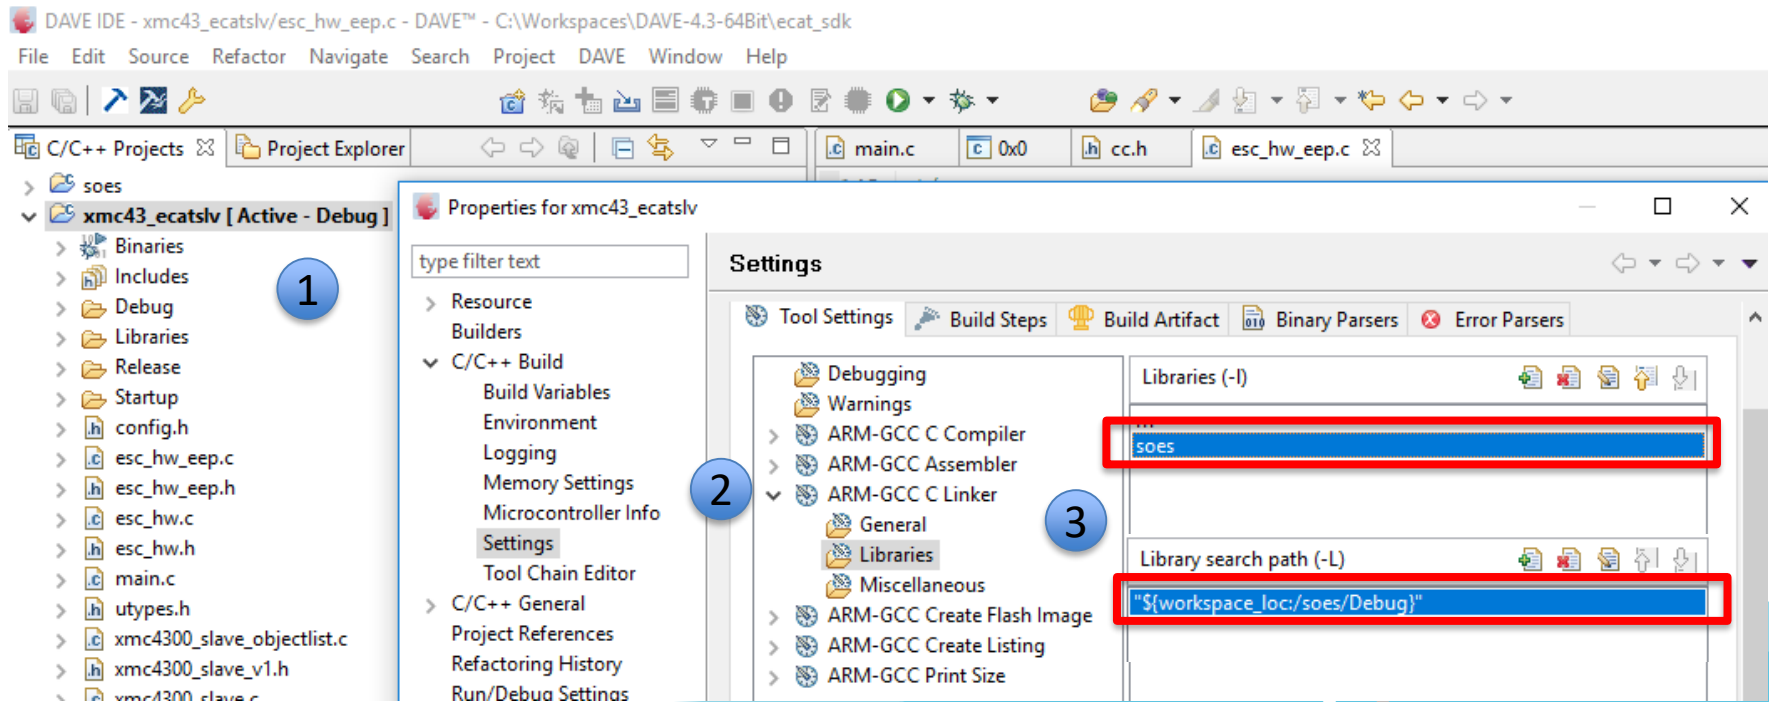 DAVE IDE - xmc43_ecatslv/esc_hw_eep.c - DAVE™ - C:\Workspaces\DAVE-4.3-64Bit\ecat_sdk
File Edit Source Refactor Navigate Search Project DAVE Window Help
C/C++ Projects Project Explorer
main.c 0x0 cc.h esc_hw_eep.c
soes
xmc43_ecatslv [ Active - Debug ]
Binaries
Includes
Debug
Libraries
Release
Startup
config.h
esc_hw_eep.c
esc_hw_eep.h
esc_hw.c
esc_hw.h
main.c
utypes.h
xmc4300_slave_objectlist.c
xmc4300_slave_v1.h
xmc4300_slave.c
1
Properties for xmc43_ecatslv
type filter text
Resource
Builders
C/C++ Build
Build Variables
Environment
Logging
Memory Settings
Microcontroller Info
Settings
Tool Chain Editor
C/C++ General
Project References
Refactoring History
Run/Debug Settings
2
Settings
Tool Settings Build Steps Build Artifact Binary Parsers Error Parsers
Debugging
Warnings
ARM-GCC C Compiler
ARM-GCC Assembler
ARM-GCC C Linker
General
Libraries
Miscellaneous
ARM-GCC Create Flash Image
ARM-GCC Create Listing
ARM-GCC Print Size
3
Libraries (-l)
soes
Library search path (-L)
"${workspace_loc:/soes/Debug}"